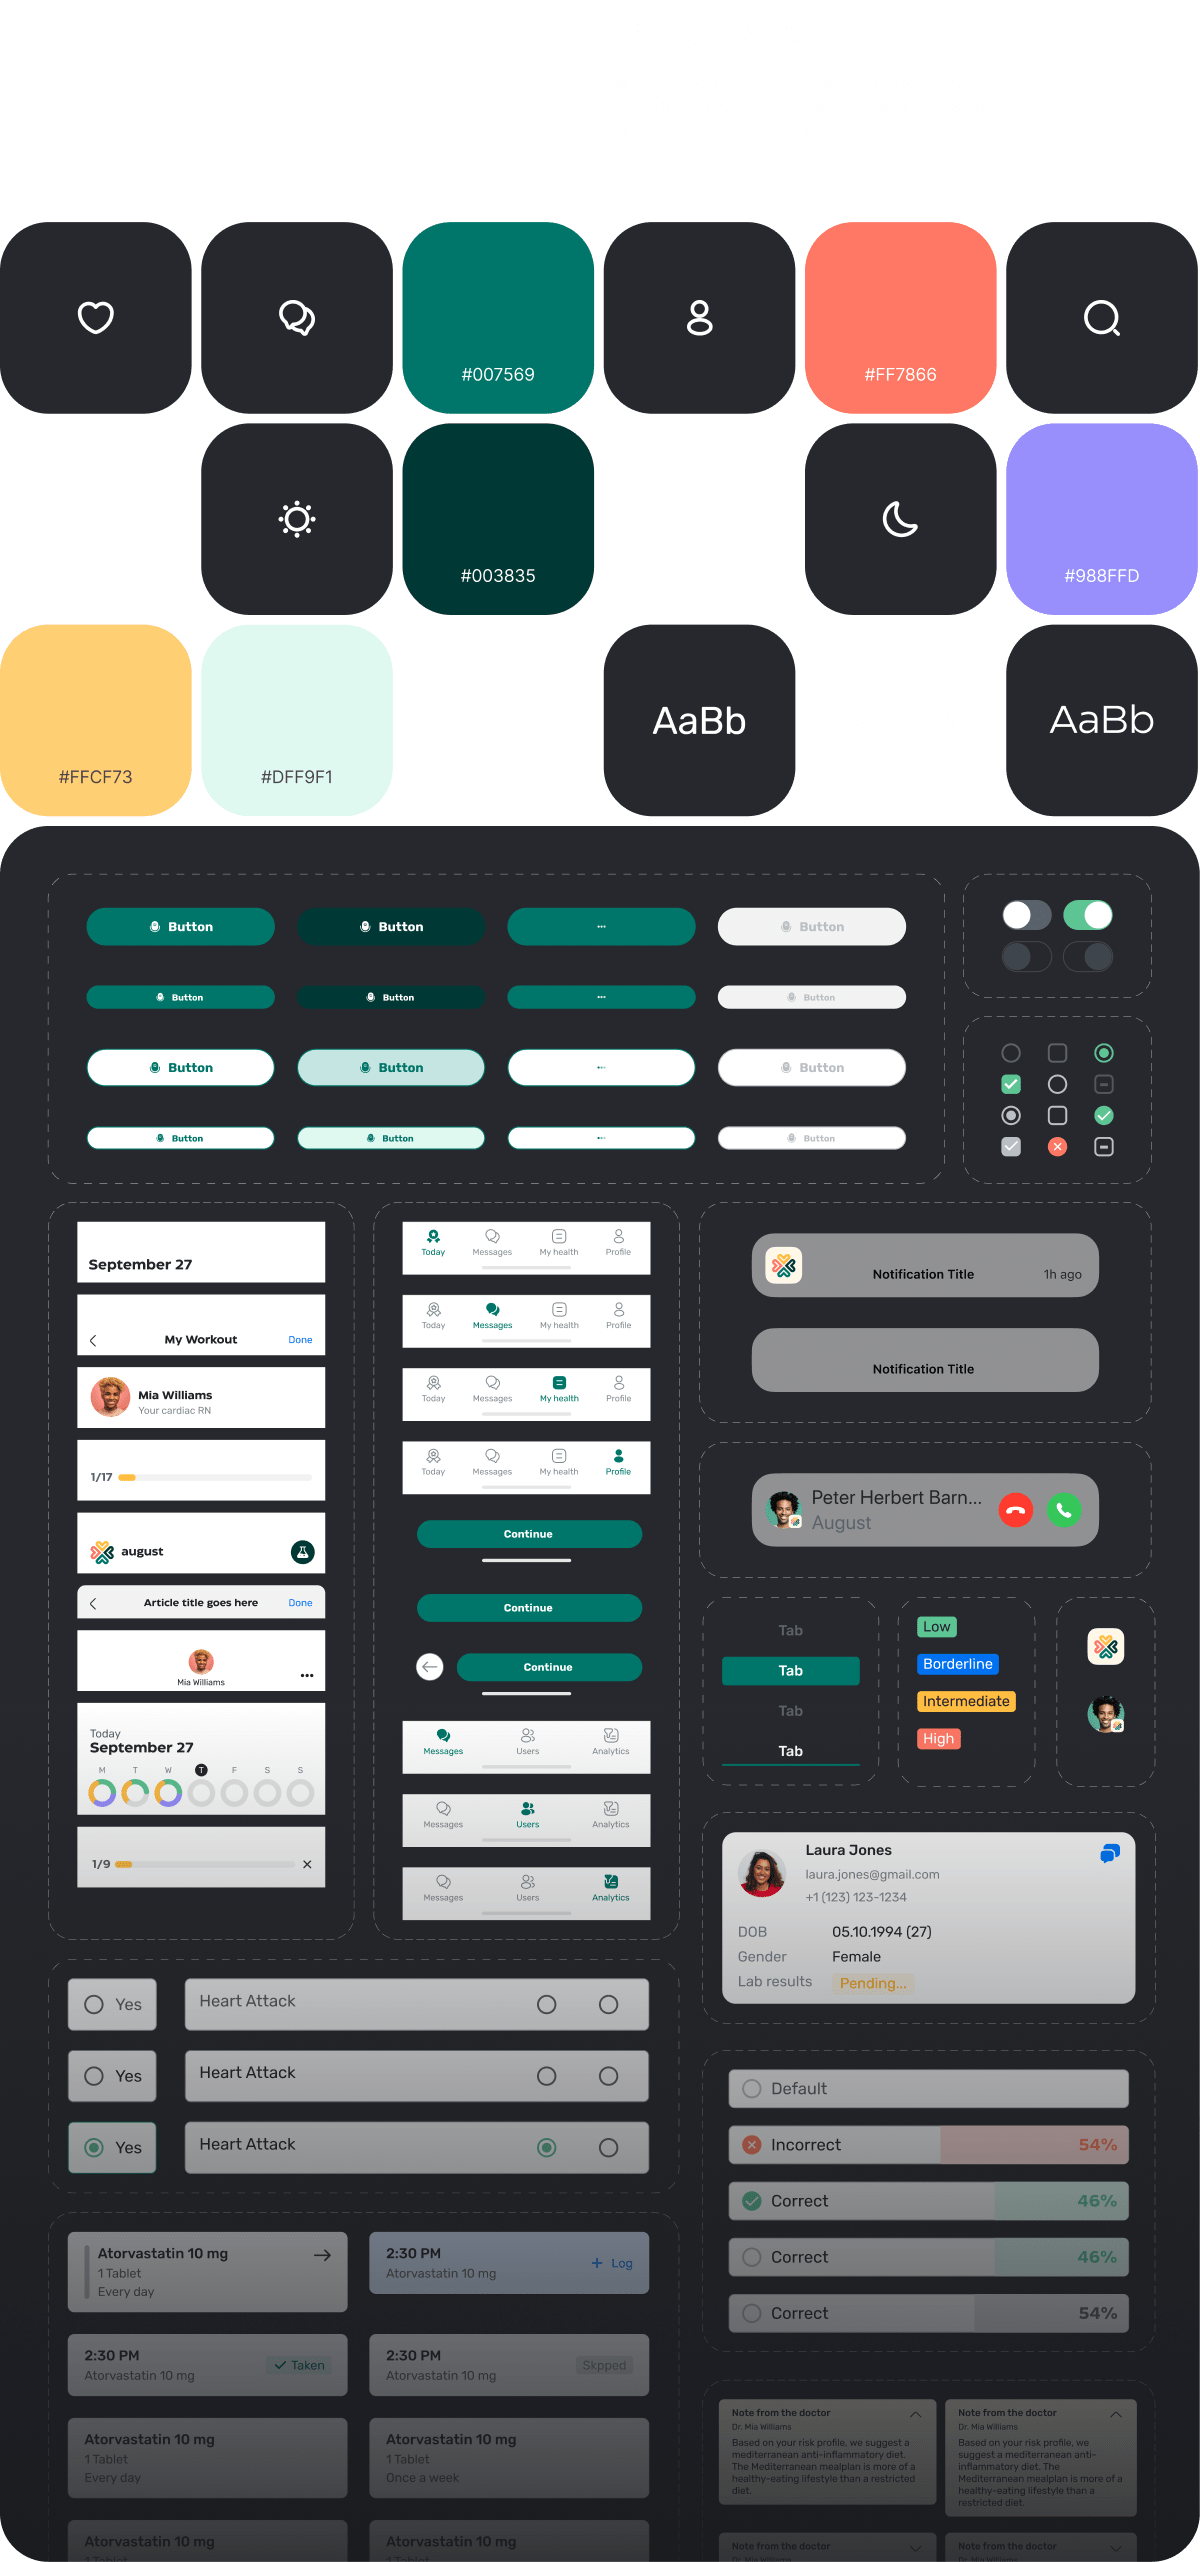 #007569
#FF7866
#003835
#988FFD
#FFCF73
#DFF9F1
AaBb
AaBb
Button
Button
Button
Button
Button
Button
Button
Button
Button
Button
Button
Button
September 27
My Workout
Done
Mia Williams
Your cardiac RN
1/17
august
Article title goes here
Done
Mia Williams
Today
September 27
M T W T F S S
1/9
Today Messages My health Profile
Today Messages My health Profile
Today Messages My health Profile
Today Messages My health Profile
Continue
Continue
Continue
Messages Users Analytics
Messages Users Analytics
Messages Users Analytics
Notification Title
1h ago
Notification Title
Peter Herbert Barn...
August
Tab
Tab
Tab
Tab
Low
Borderline
Intermediate
High
Laura Jones
laura.jones@gmail.com
+1 (123) 123-1234
DOB 05.10.1994 (27)
Gender Female
Lab results Pending...
Yes
Heart Attack
Yes
Heart Attack
Yes
Heart Attack
Default
Incorrect 54%
Correct 46%
Correct 46%
Correct 54%
Atorvastatin 10 mg
1 Tablet
Every day
2:30 PM
Atorvastatin 10 mg
+ Log
2:30 PM
Atorvastatin 10 mg
Taken
2:30 PM
Atorvastatin 10 mg
Skpped
Atorvastatin 10 mg
1 Tablet
Every day
Atorvastatin 10 mg
1 Tablet
Once a week
Atorvastatin 10 mg
1 Tablet
Atorvastatin 10 mg
1 Tablet
Note from the doctor
Dr. Mia Williams
Based on your risk profile, we suggest a
mediterranean anti-inflammatory diet.
The Mediterranean mealplan is more of a
healthy-eating lifestyle than a restricted
diet.
Note from the doctor
Dr. Mia Williams
Based on your risk profile, we
suggest a mediterranean anti-
inflammatory diet. The
Mediterranean mealplan is more of a
healthy-eating lifestyle than a
restricted diet.
Note from the doctor
Dr. Mia Williams
Note from the doctor
Dr. Mia Williams